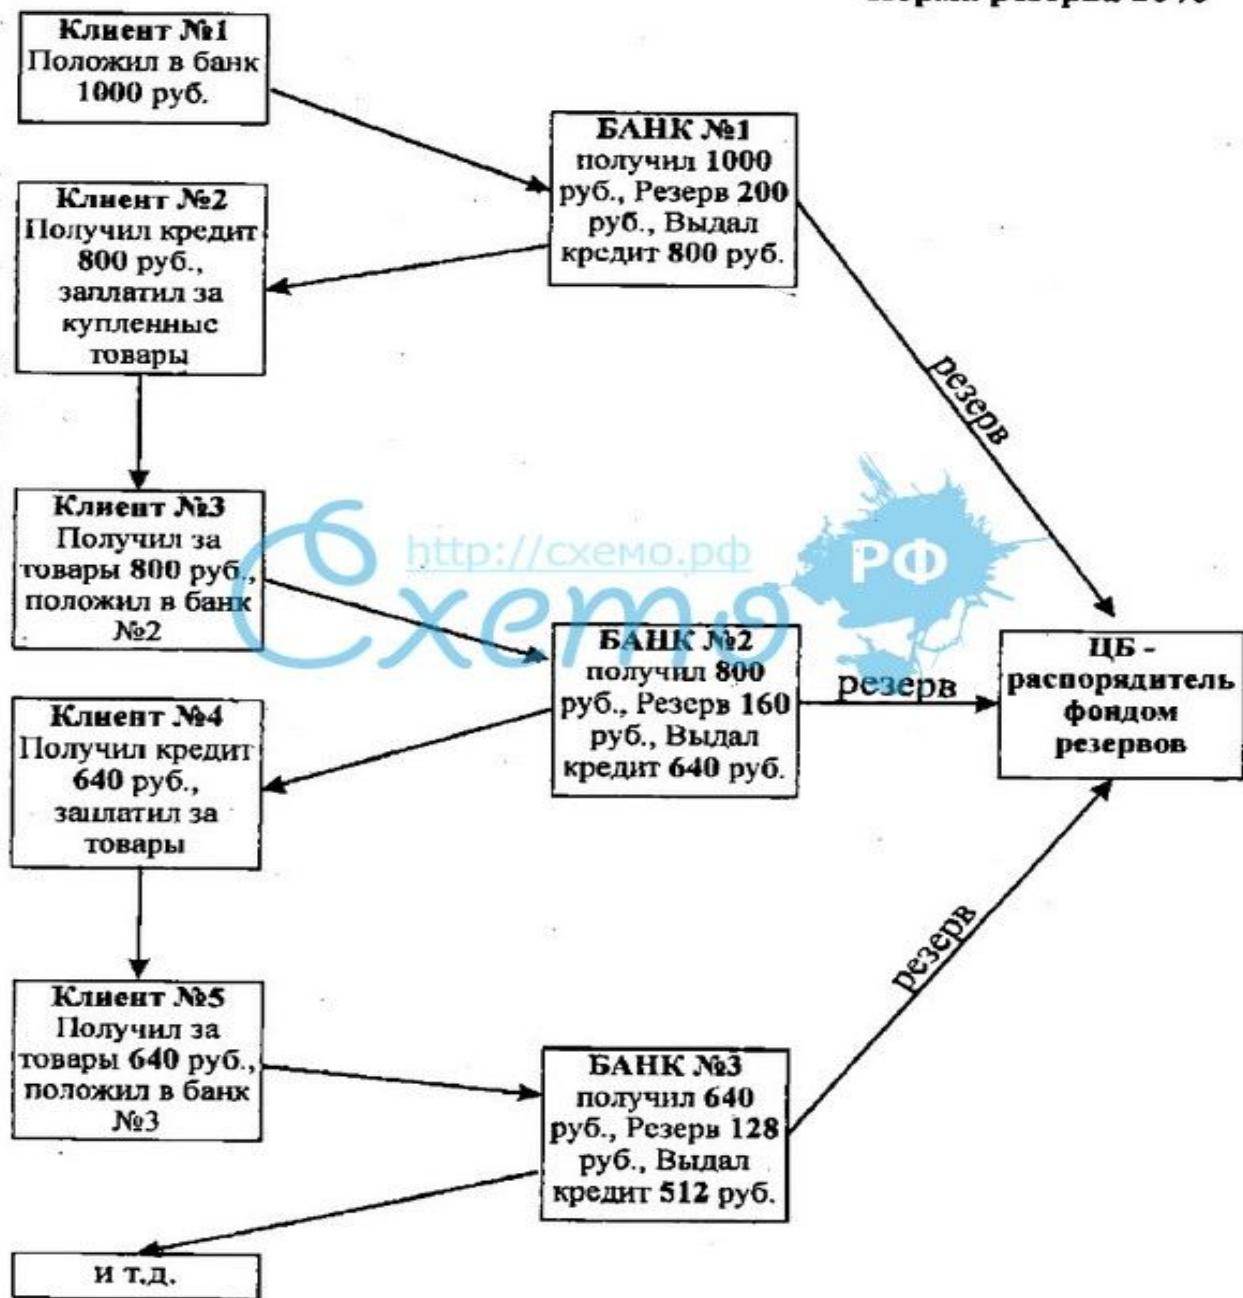 Клиент №1
Положил в банк
1000 руб.
БАНК №1
получил 1000
руб., Резерв 200
руб., Выдал
кредит 800 руб.
Клиент №2
Получил кредит
800 руб.,
заплатил за
купленные
товары
резерв
Клиент №3
Получил за
товары 800 руб.,
положил в банк
№2
http://схемо.рф
Схемо
РФ
БАНК №2
получил 800
руб., Резерв 160
руб., Выдал
кредит 640 руб.
резерв
ЦБ -
распорядитель
фондом
резервов
Клиент №4
Получил кредит
640 руб.,
заплатил за
товары
резерв
Клиент №5
Получил за
товары 640 руб.,
положил в банк
№3
БАНК №3
получил 640
руб., Резерв 128
руб., Выдал
кредит 512 руб.
и т.д.